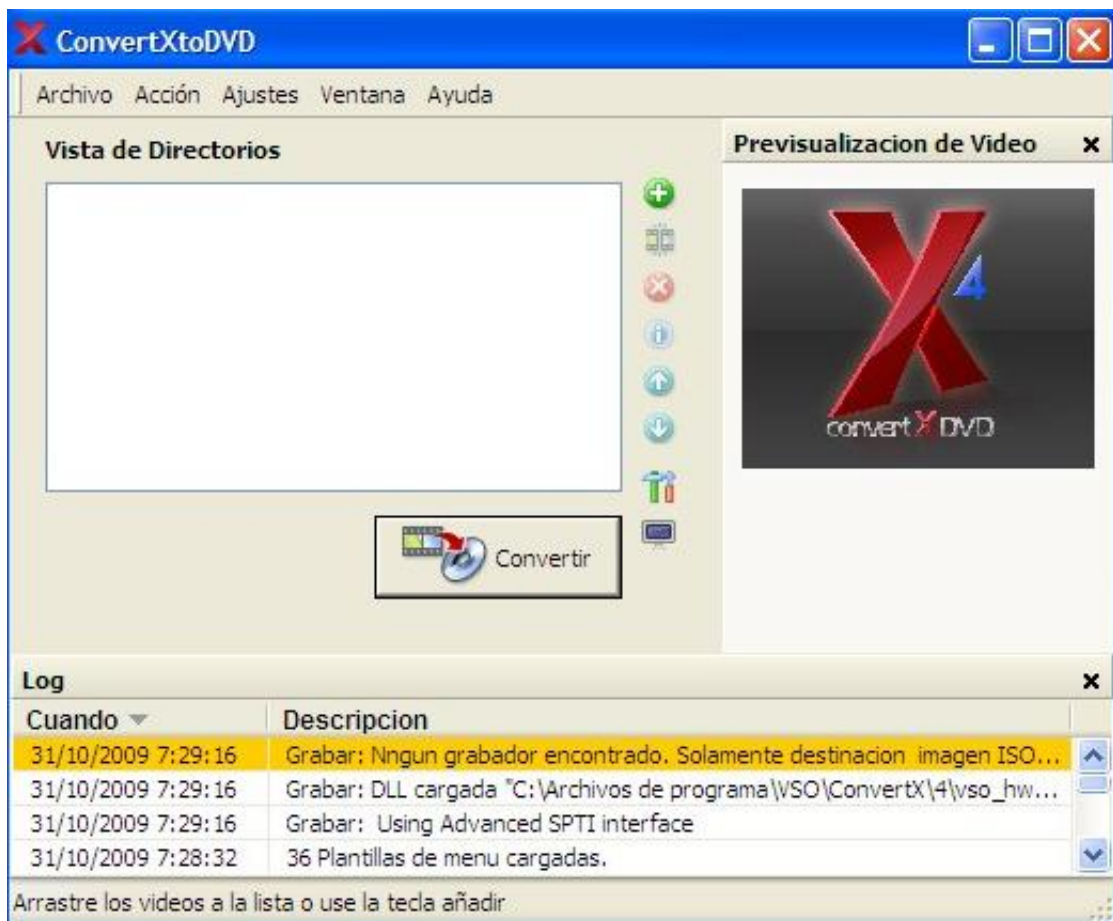 ConvertXtoDVD
Archivo Acción Ajustes Ventana Ayuda
Vista de Directorios
Previsualizacion de Video
4
convert X DVD
Convertir
Log
Cuando Descripcion
31/10/2009 7:29:16 Grabar: Nngun grabador encontrado. Solamente destinacion imagen ISO...
31/10/2009 7:29:16 Grabar: DLL cargada "C:\Archivos de programa\VSO\ConvertX\4\vso_hw...
31/10/2009 7:29:16 Grabar: Using Advanced SPTI interface
31/10/2009 7:28:32 36 Plantillas de menu cargadas.
Arrastre los videos a la lista o use la tecla añadir